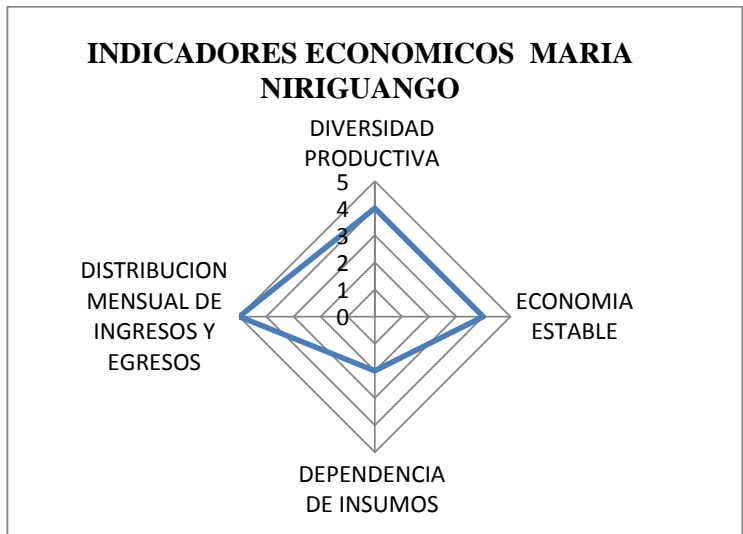 INDICADORES ECONOMICOS MARIA
NIRIGUANGO
DIVERSIDAD
PRODUCTIVA
5
4
3
2
1
0
DISTRIBUCION
MENSUAL DE
INGRESOS Y
EGRESOS
ECONOMIA
ESTABLE
DEPENDENCIA
DE INSUMOS